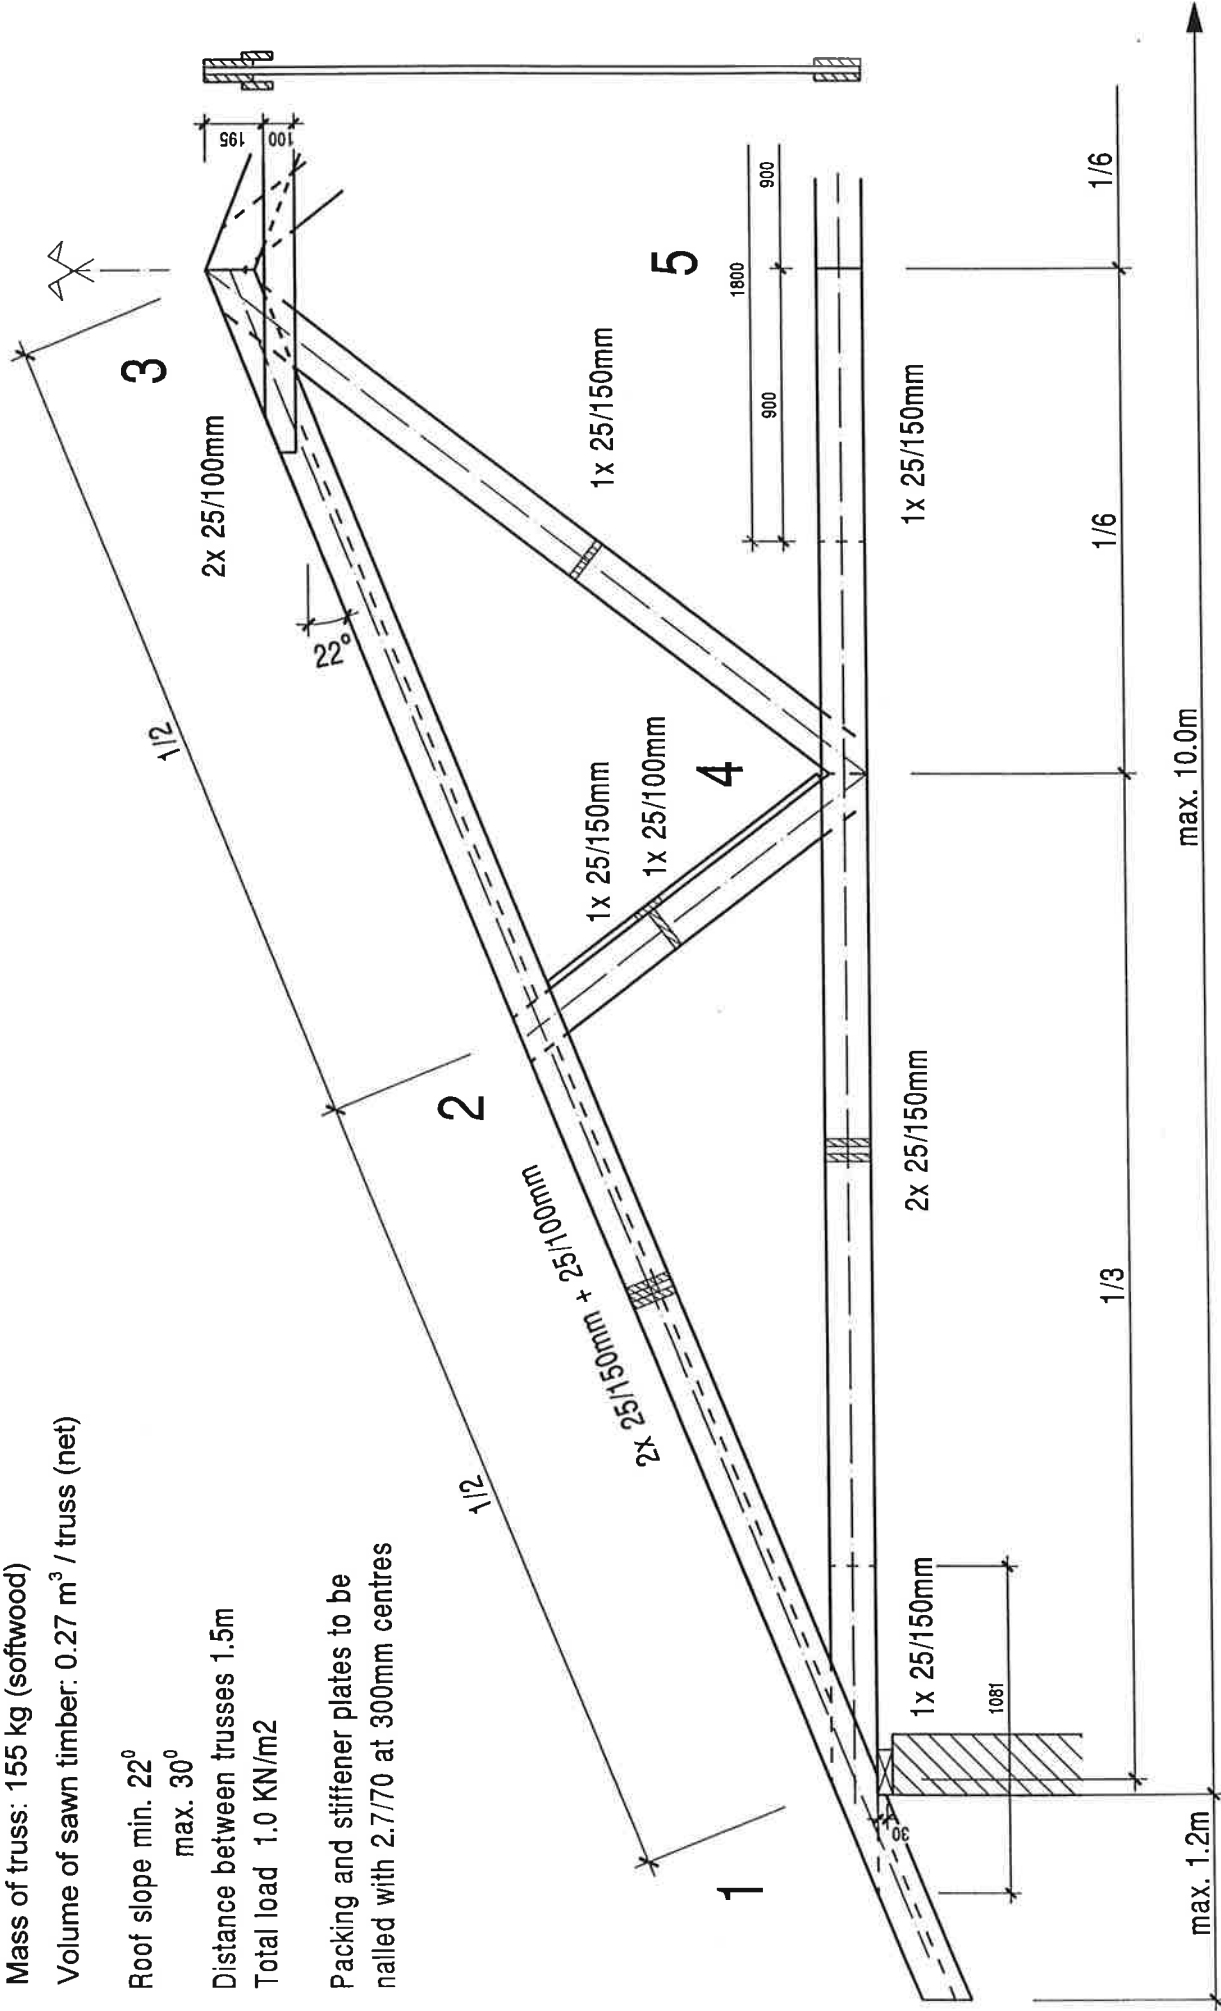 Mass of truss: 155 kg (softwood)
Volume of sawn timber: 0.27 m³ / truss (net)
Roof slope min. 22⁰
max. 30⁰
Distance between trusses 1.5m
Total load 1.0 KN/m2
Packing and stiffener plates to be
nalled with 2.7/70 at 300mm centres
1/2
1/2
3
195
100
2x 25/100mm
22⁰
2
2x 25/150mm + 25/100mm
1x 25/150mm
1x 25/100mm
1x 25/150mm
4
5
1800
900
900
1
30
1x 25/150mm
1081
2x 25/150mm
1x 25/150mm
1/3
1/6
1/6
max. 1.2m
max. 10.0m